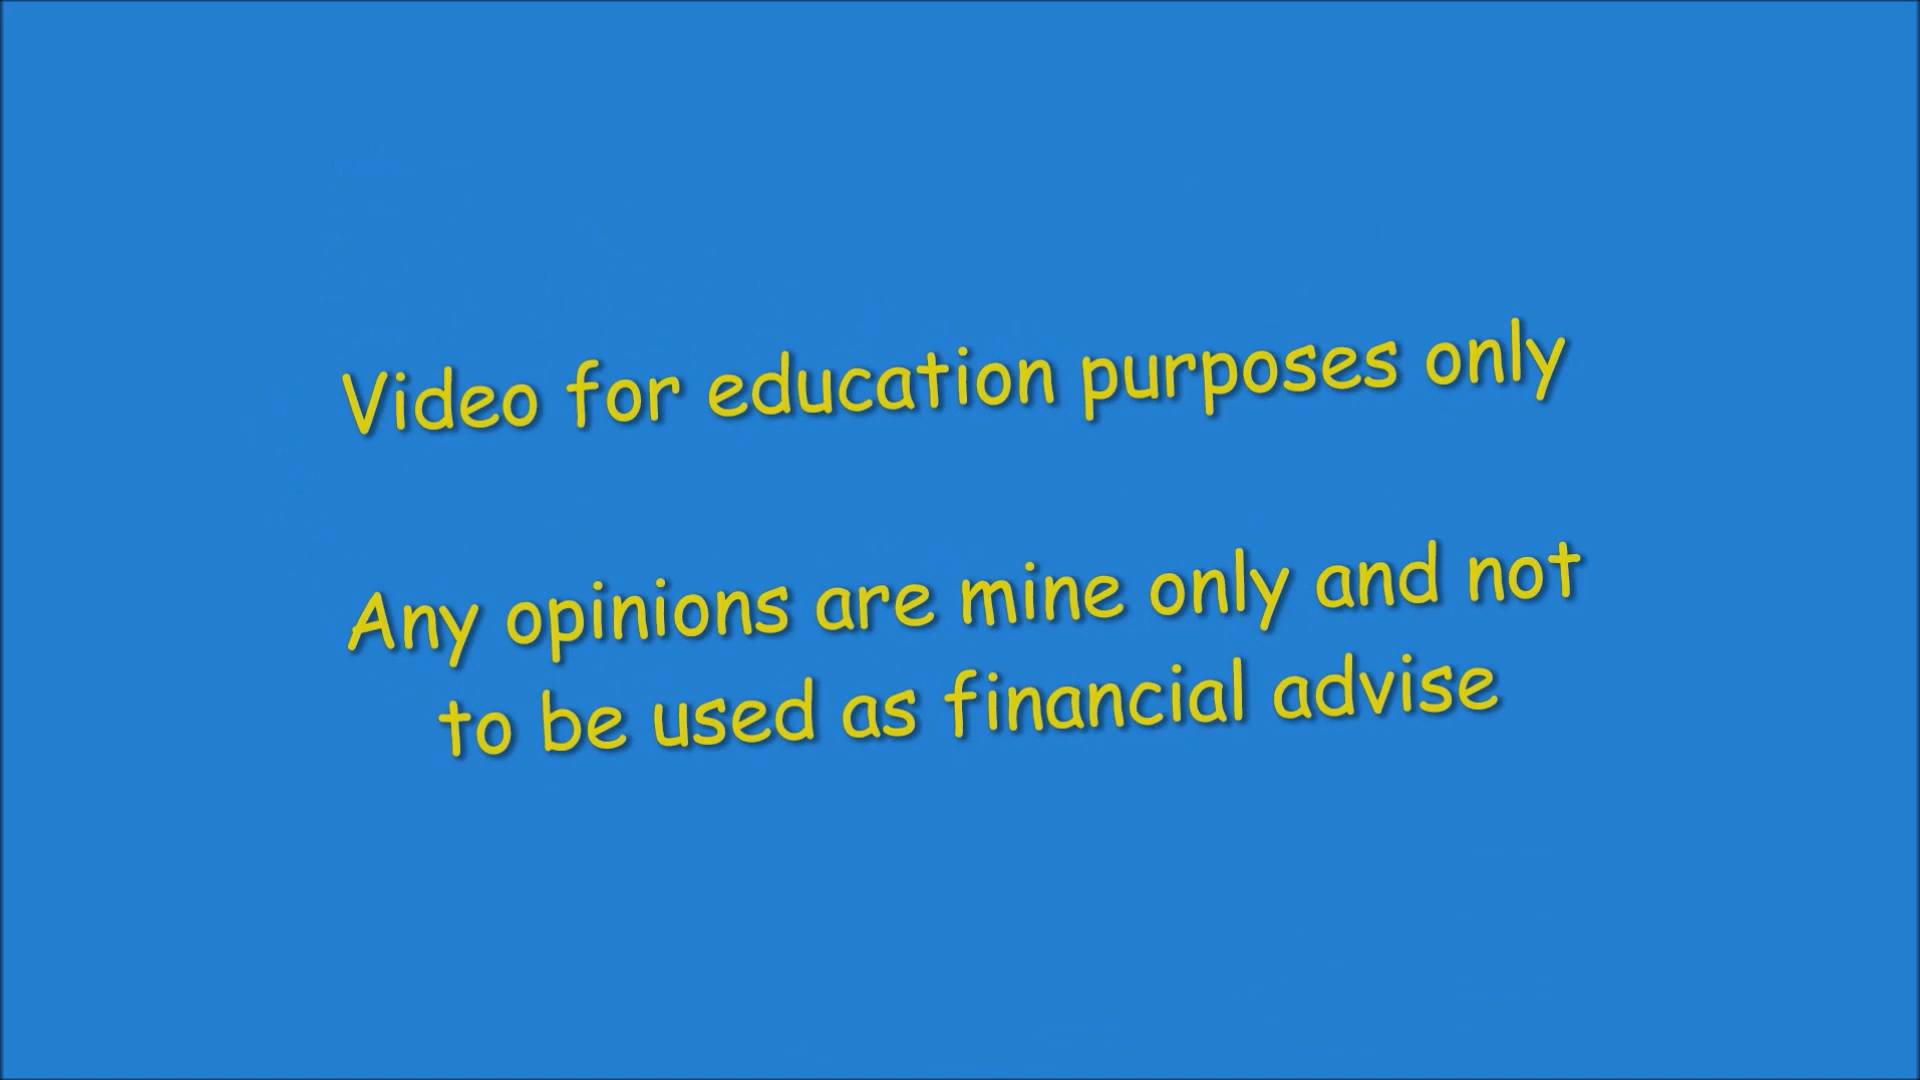 Video for education purposes only
Any opinions are mine only and not
to be used as financial advise